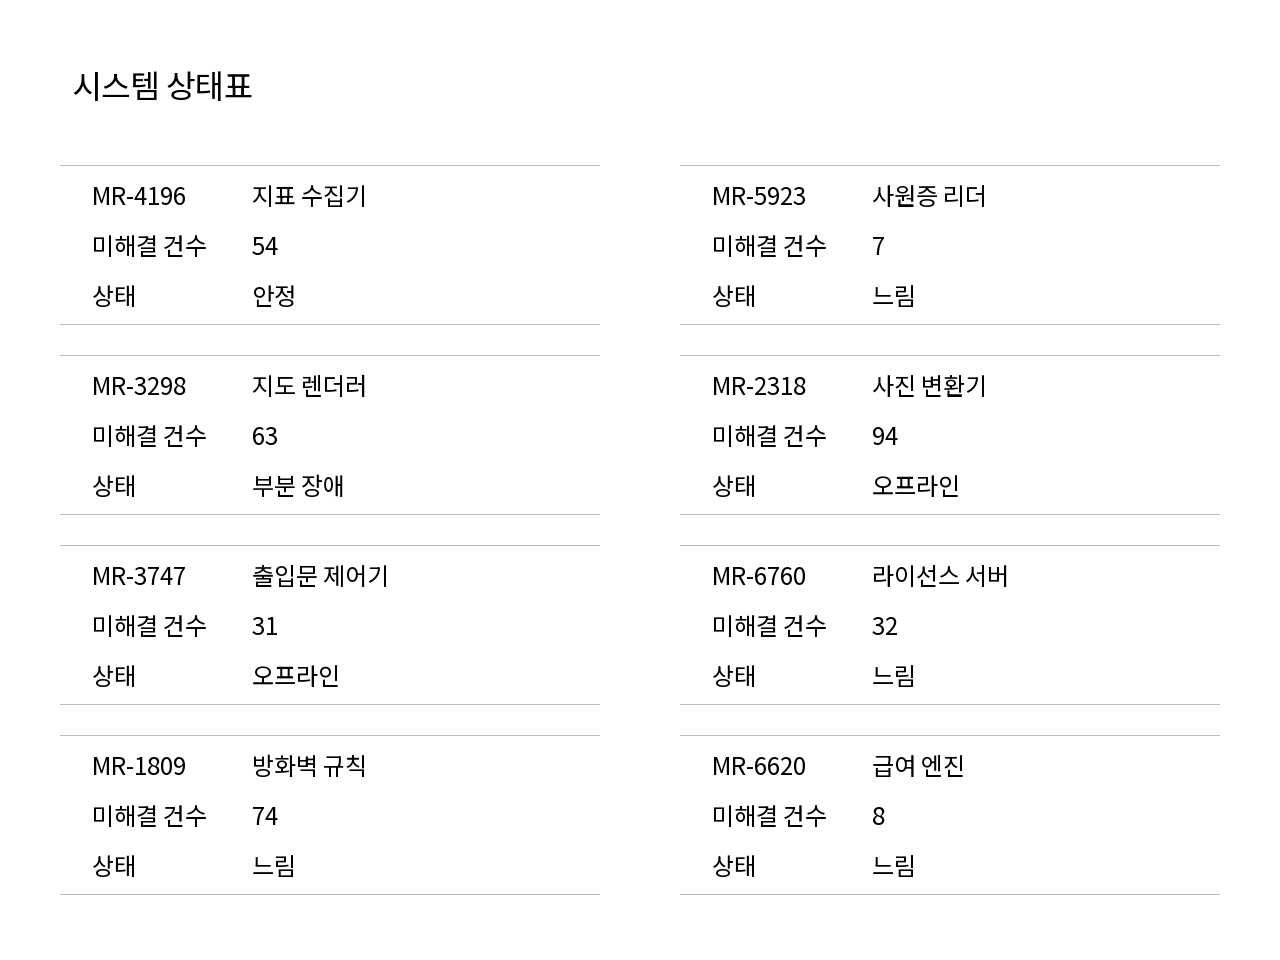 시스템 상태표
MR-4196 지표 수집기
미해결 건수 54
상태 안정
MR-3298 지도 렌더러
미해결 건수 63
상태 부분 장애
MR-3747 출입문 제어기
미해결 건수 31
상태 오프라인
MR-1809 방화벽 규칙
미해결 건수 74
상태 느림
MR-5923 사원증 리더
미해결 건수 7
상태 느림
MR-2318 사진 변환기
미해결 건수 94
상태 오프라인
MR-6760 라이선스 서버
미해결 건수 32
상태 느림
MR-6620 급여 엔진
미해결 건수 8
상태 느림